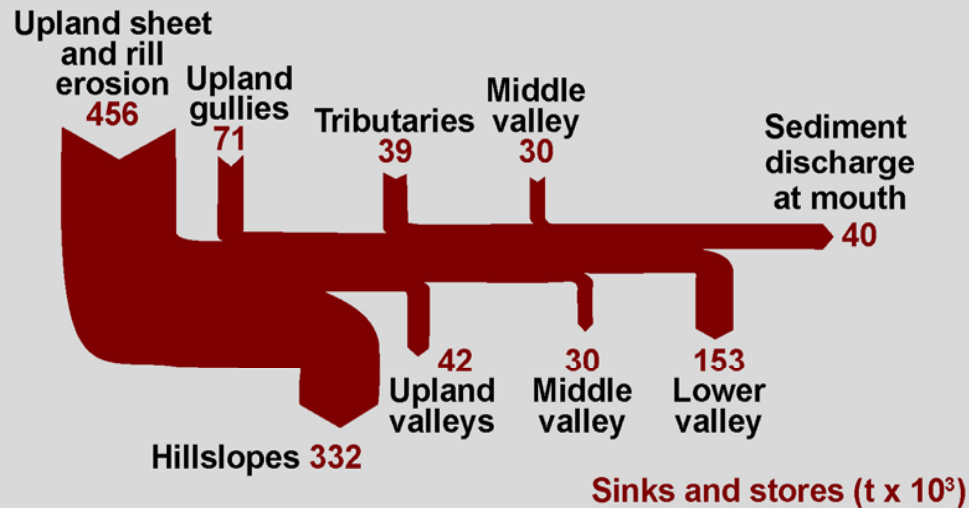 Upland sheet
and rill
erosion
456
Upland
gullies
71
Tributaries
39
Middle
valley
30
Sediment
discharge
at mouth
40
42
Upland
valleys
30
Middle
valley
153
Lower
valley
Hillslopes 332
Sinks and stores (t x 10³)